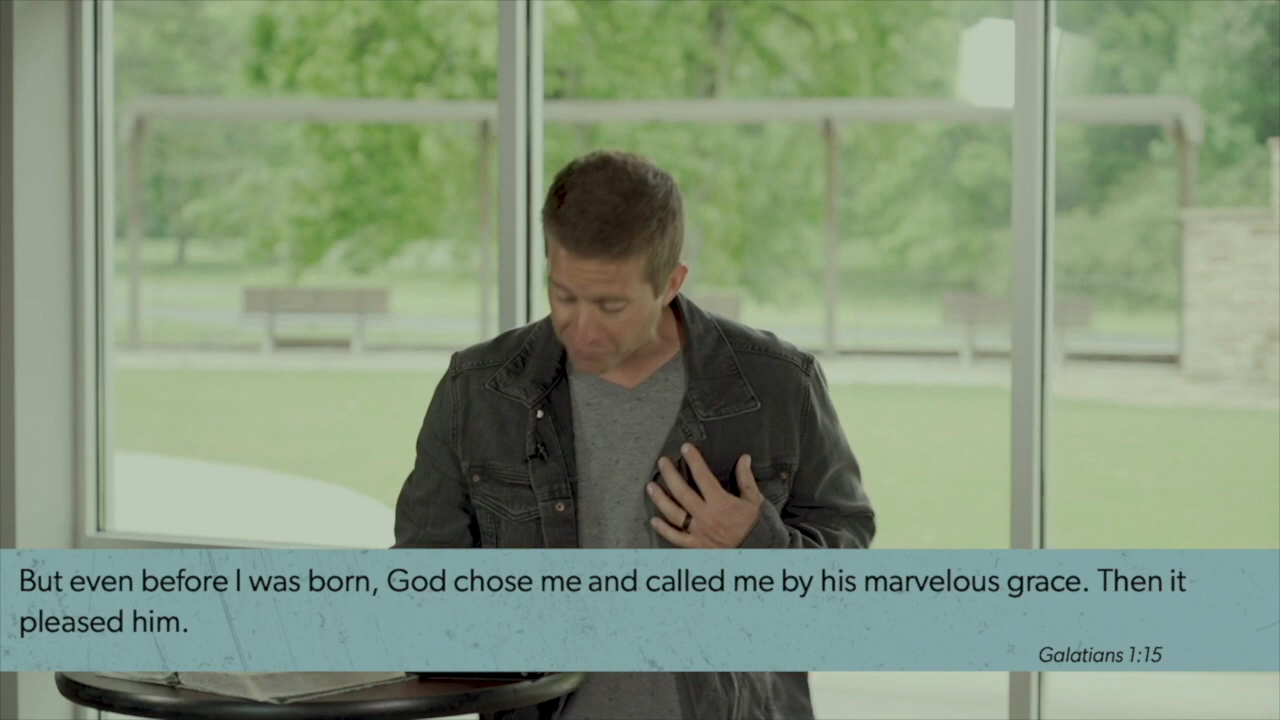 But even before I was born, God chose me and called me by his marvelous grace. Then it
pleased him.
Galatians 1:15